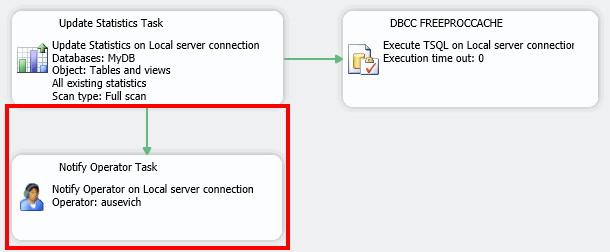 Update Statistics Task
Update Statistics on Local server connection
Databases: MyDB
Object: Tables and views
All existing statistics
Scan type: Full scan
DBCC FREEPROCCACHE
Execute TSQL on Local server connection
Execution time out: 0
Notify Operator Task
Notify Operator on Local server connection
Operator: ausevich